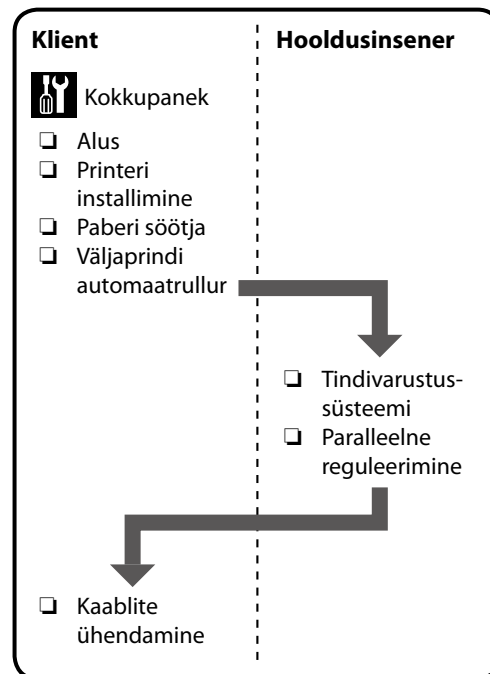 Klient
Hooldusinsener
Kokkupanek
❏ Alus
❏ Printeri
installimine
❏ Paberi söötja
❏ Väljaprindi
automaatrullur
❏ Tindivarustus-
süsteemi
❏ Paralleelne
reguleerimine
❏ Kaablite
ühendamine